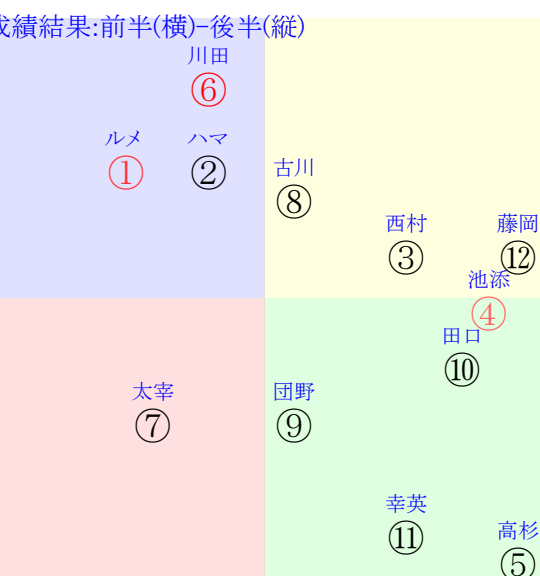 成績結果:前半(横)-後半(縦)
川田
⑥
ルメ
①
ハマ
②
古川
⑧
西村
③
藤岡
⑫
池添
④
田口
⑩
太宰
⑦
団野
⑨
幸英
⑪
高杉
⑤